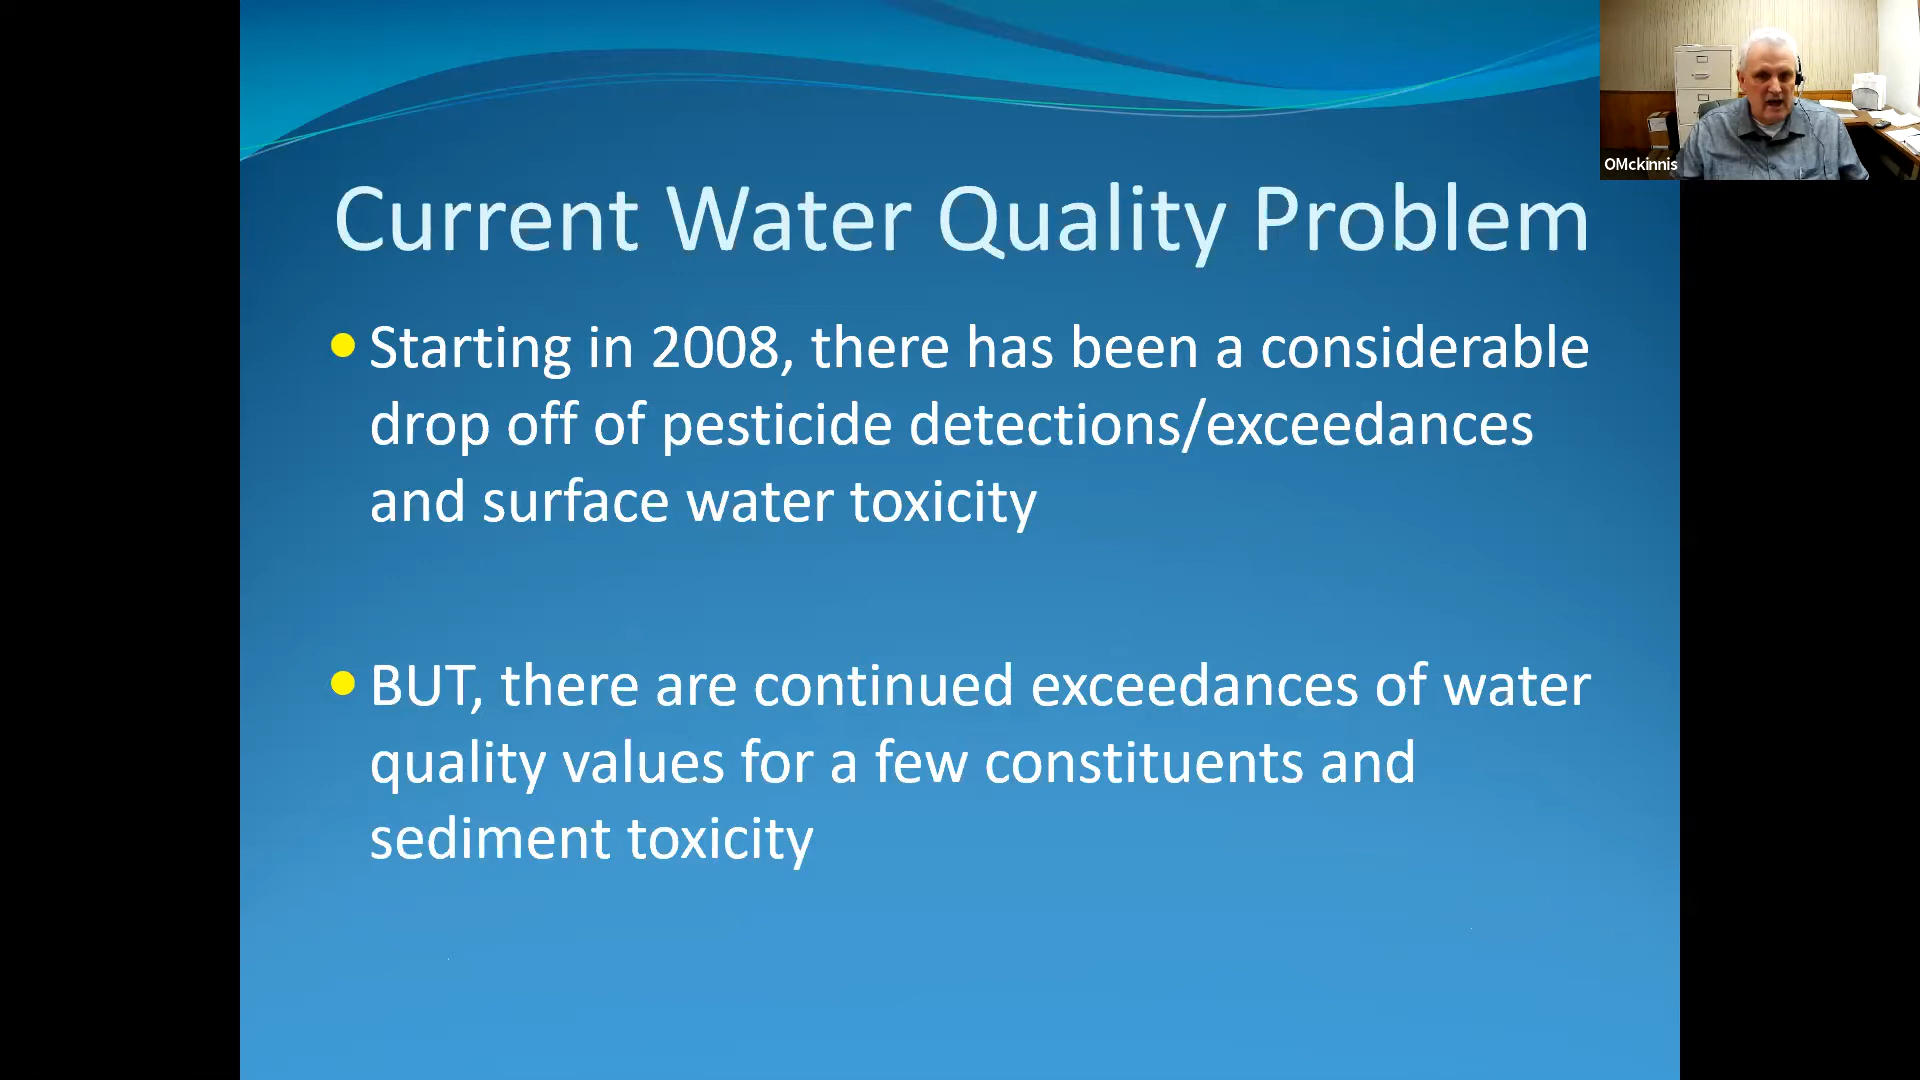 Current Water Quality Problem
Starting in 2008, there has been a considerable
drop off of pesticide detections/exceedances
and surface water toxicity
BUT, there are continued exceedances of water
quality values for a few constituents and
sediment toxicity
OMckinnis